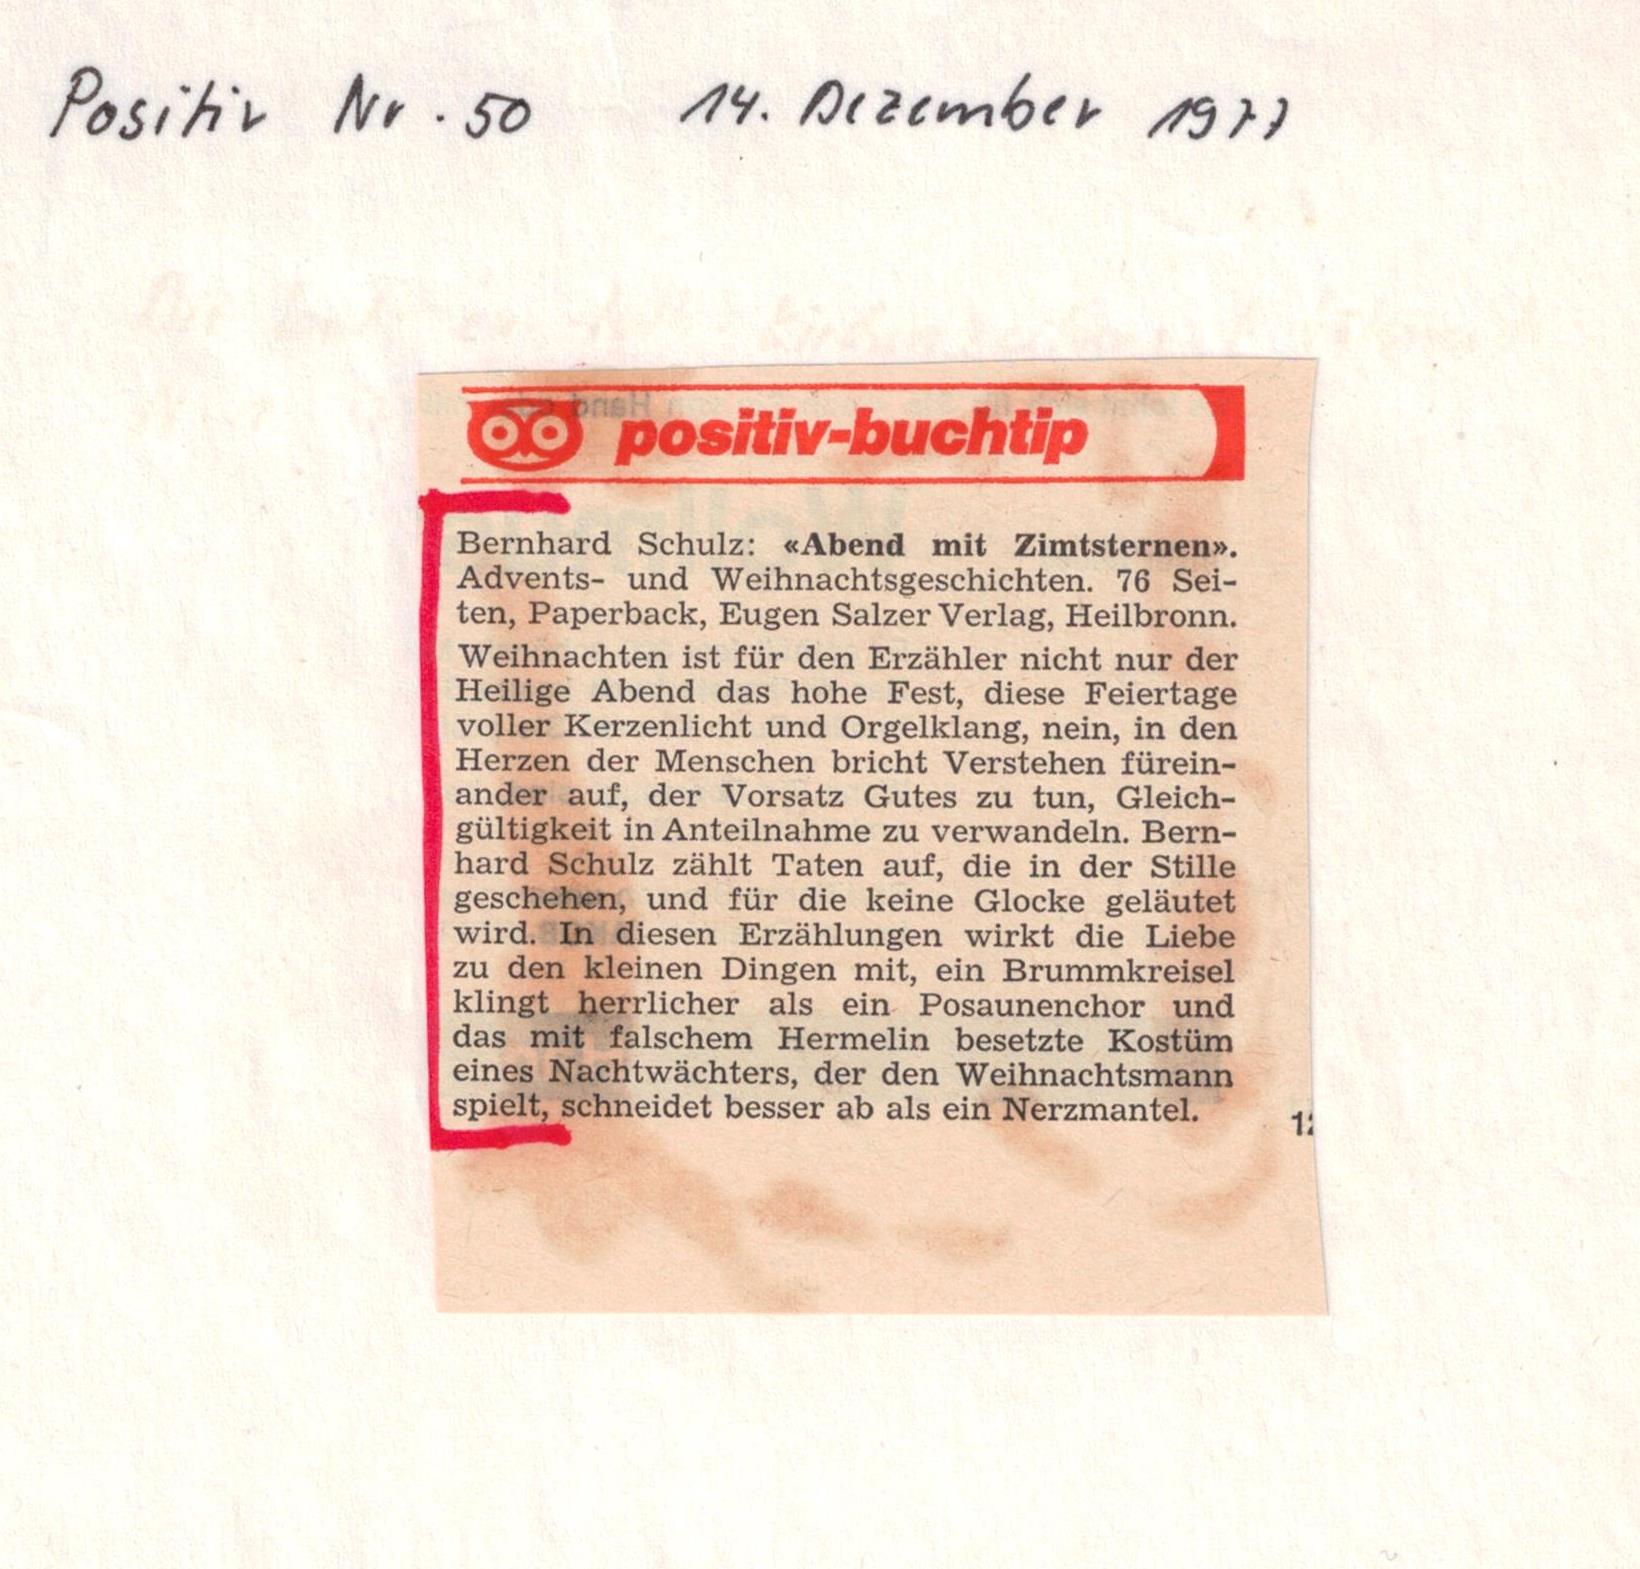 Positiv Nr. 50 14. Dezember 1977
positiv-buchtip
Bernhard Schulz: «Abend mit Zimtsternen».
Advents- und Weihnachtsgeschichten. 76 Sei-
ten, Paperback, Eugen Salzer Verlag, Heilbronn.
Weihnachten ist für den Erzähler nicht nur der
Heilige Abend das hohe Fest, diese Feiertage
voller Kerzenlicht und Orgelklang, nein, in den
Herzen der Menschen bricht Verstehen fürein-
ander auf, der Vorsatz Gutes zu tun, Gleich-
gültigkeit in Anteilnahme zu verwandeln. Bern-
hard Schulz zählt Taten auf, die in der Stille
geschehen, und für die keine Glocke geläutet
wird. In diesen Erzählungen wirkt die Liebe
zu den kleinen Dingen mit, ein Brummkreisel
klingt herrlicher als ein Posaunenchor und
das mit falschem Hermelin besetzte Kostüm
eines Nachtwächters, der den Weihnachtsmann
spielt, schneidet besser ab als ein Nerzmantel.